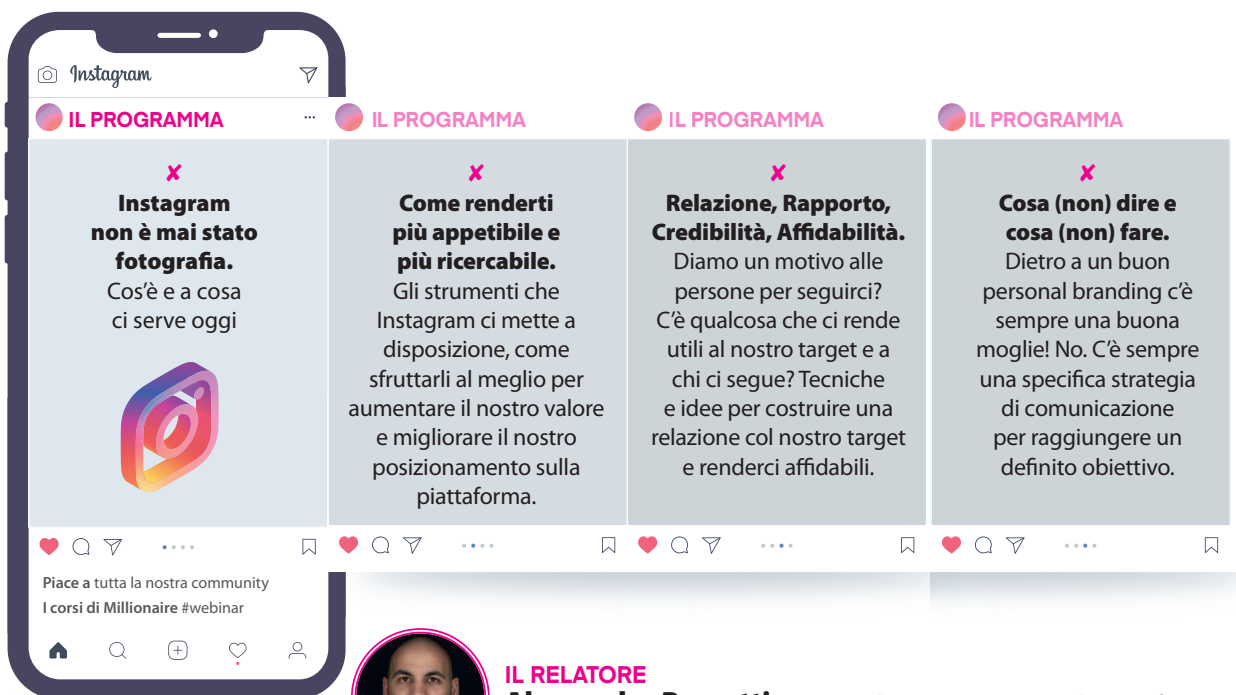 Instagram
IL PROGRAMMA
✘
Instagram
non è mai stato
fotografia.
Cos'è e a cosa
ci serve oggi
Piace a tutta la nostra community
I corsi di Millionaire #webinar
IL PROGRAMMA
✘
Come renderti
più appetibile e
più ricercabile.
Gli strumenti che
Instagram ci mette a
disposizione, come
sfruttarli al meglio per
aumentare il nostro valore
e migliorare il nostro
posizionamento sulla
piattaforma.
IL PROGRAMMA
✘
Relazione, Rapporto,
Credibilità, Affidabilità.
Diamo un motivo alle
persone per seguirci?
C'è qualcosa che ci rende
utili al nostro target e a
chi ci segue? Tecniche
e idee per costruire una
relazione col nostro target
e renderci affidabili.
IL PROGRAMMA
✘
Cosa (non) dire e
cosa (non) fare.
Dietro a un buon
personal branding c'è
sempre una buona
moglie! No. C'è sempre
una specifica strategia
di comunicazione
per raggiungere un
definito obiettivo.
IL RELATORE